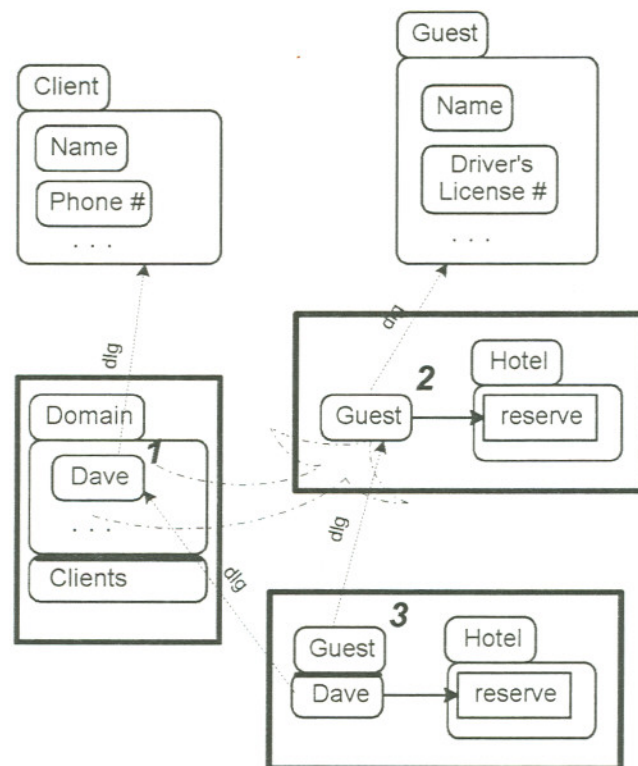 Guest
Client
Name
Name
Driver's
License #
Phone #
. . .
. . .
dlg
dlg
Hotel
2
Domain
Guest
reserve
1
Dave
. . .
dlg
Clients
dlg
3
Guest
Hotel
Dave
reserve